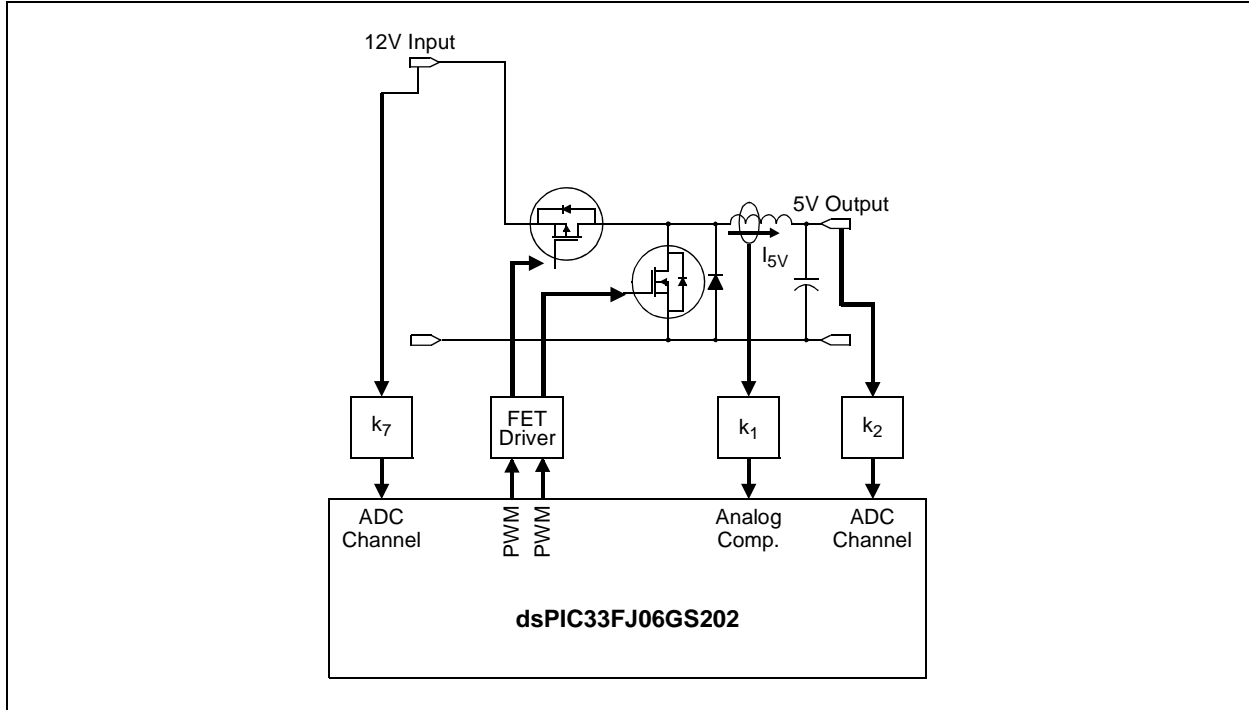 12V Input
5V Output
I5V
k7
FET
Driver
k1
k2
ADC
Channel
PWM
PWM
Analog
Comp.
ADC
Channel
dsPIC33FJ06GS202